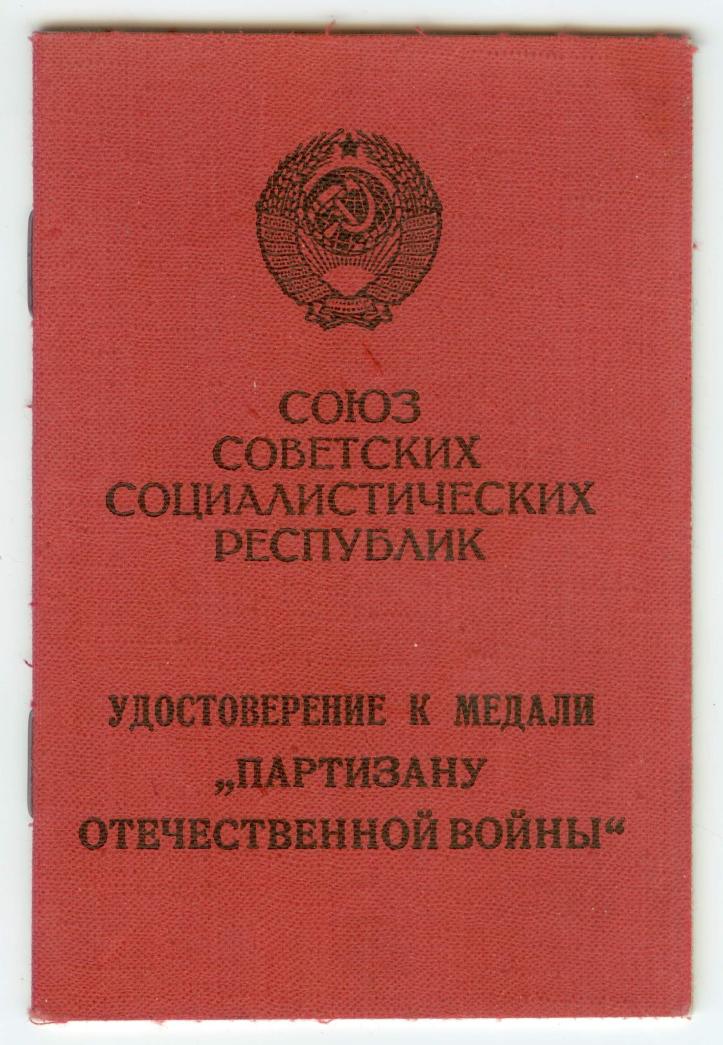 СОЮЗ
СОВЕТСКИХ
СОЦИАЛИСТИЧЕСКИХ
РЕСПУБЛИК
УДОСТОВЕРЕНИЕ К МЕДАЛИ
„ПАРТИЗАНУ
ОТЕЧЕСТВЕННОЙ ВОЙНЫ“